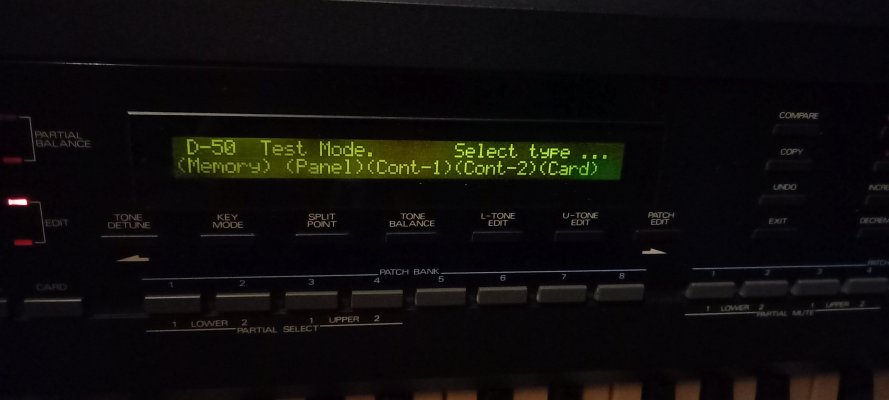 COMPARE
PARTIAL
BALANCE
D-50 Test Mode. Select type ...
(Memory) (Panel)(Cont-1)(Cont-2)(Card)
COPY
UNDO
EDIT
TONE
DETUNE
KEY
MODE
SPLIT
POINT
TONE
BALANCE
L-TONE
EDIT
U-TONE
EDIT
PATCH
EDIT
EXIT
PATCH BANK
CARD
1 2 3 4 5 6 7 8
1 2 3 4
1 LOWER 2 1 UPPER 2
PARTIAL SELECT
1 LOWER 2 1 UPPER 2
PARTIAL MUTE